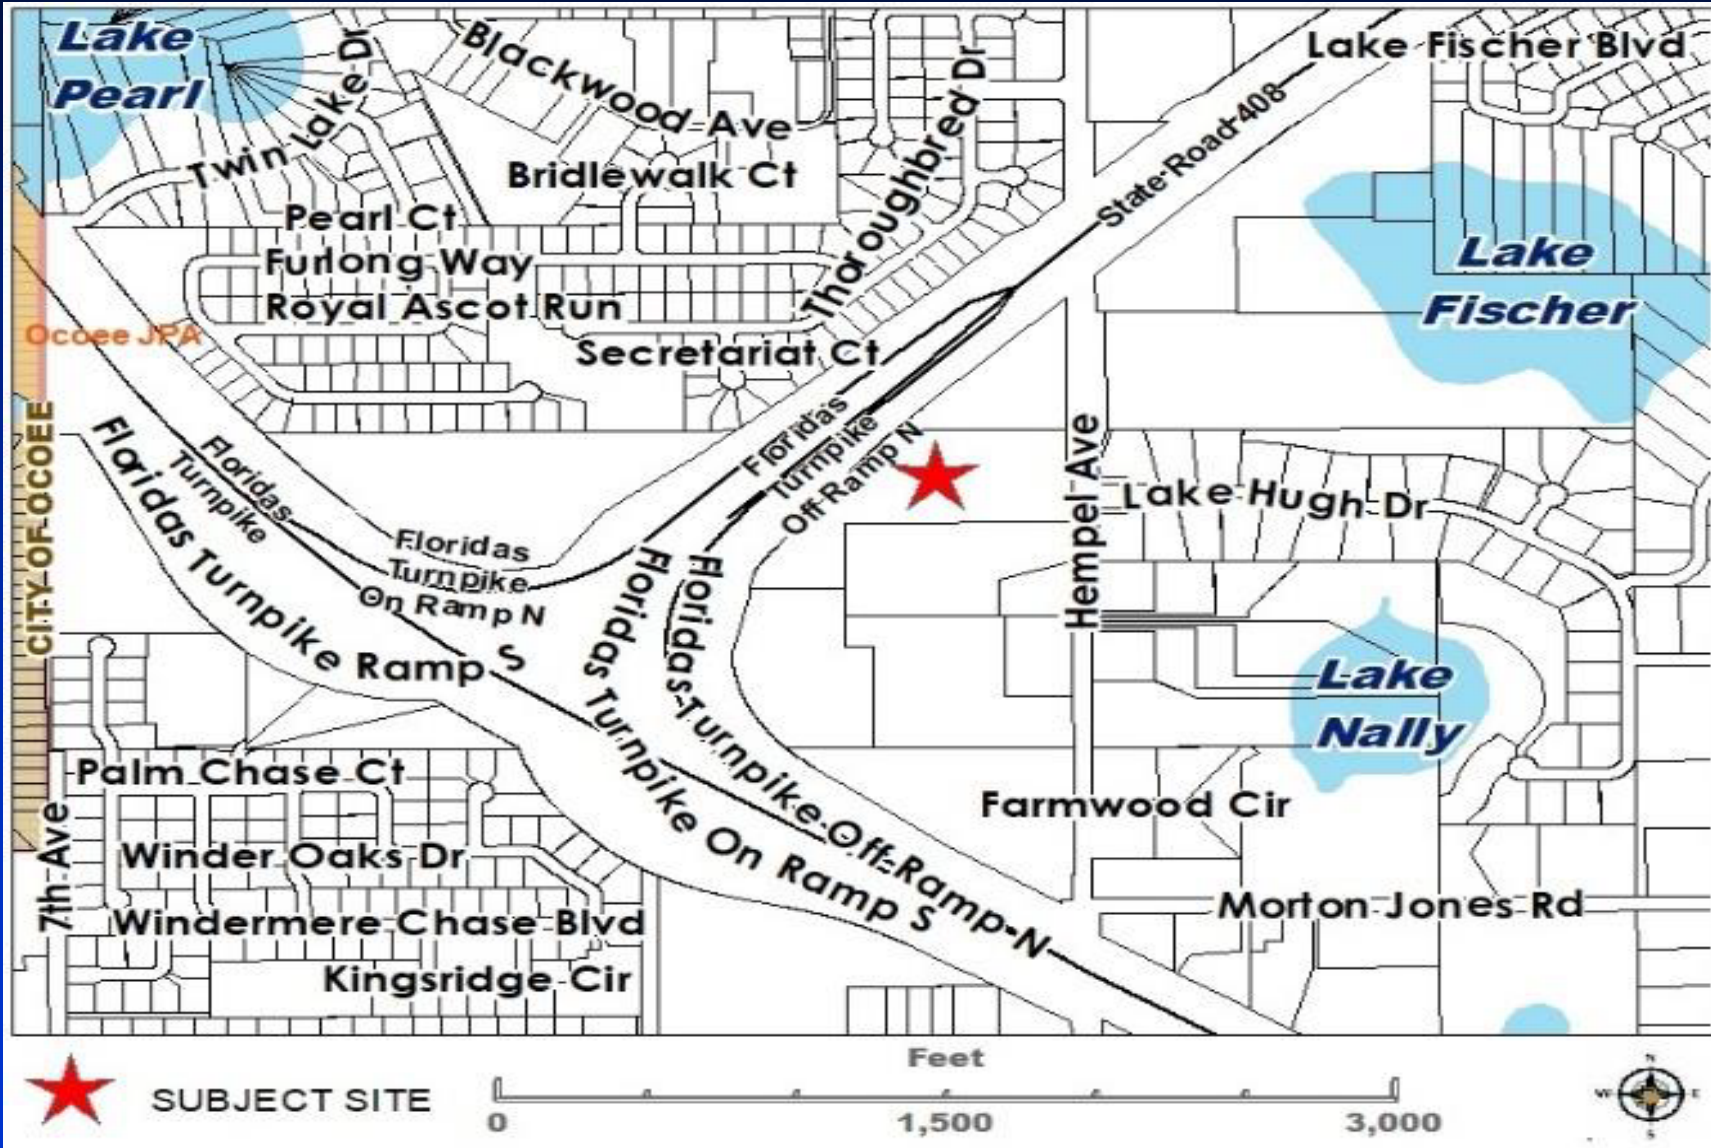 Lake
Pearl
Twin Lake Dr
Blackwood Ave
Thoroughbred Dr
Lake Fischer Blvd
State Road 408
Bridlewalk Ct
Pearl Ct
Furlong Way
Royal Ascot Run
Secretariat Ct
Ocoee JPA
Lake
Fischer
CITY OF OCOEE
Floridas Turnpike Ramp S
Floridas
Turnpike
Floridas
Turnpike
On Ramp N
Floridas
Turnpike
Off Ramp N
Hempel Ave
Lake Hugh Dr
Floridas Turnpike On Ramp S
Floridas Turnpike Off Ramp N
Lake
Nally
Palm Chase Ct
Farmwood Cir
7th Ave
Winder Oaks Dr
Windermere Chase Blvd
Morton Jones Rd
Kingsridge Cir
SUBJECT SITE
Feet
0 1,500 3,000
N
W E
S